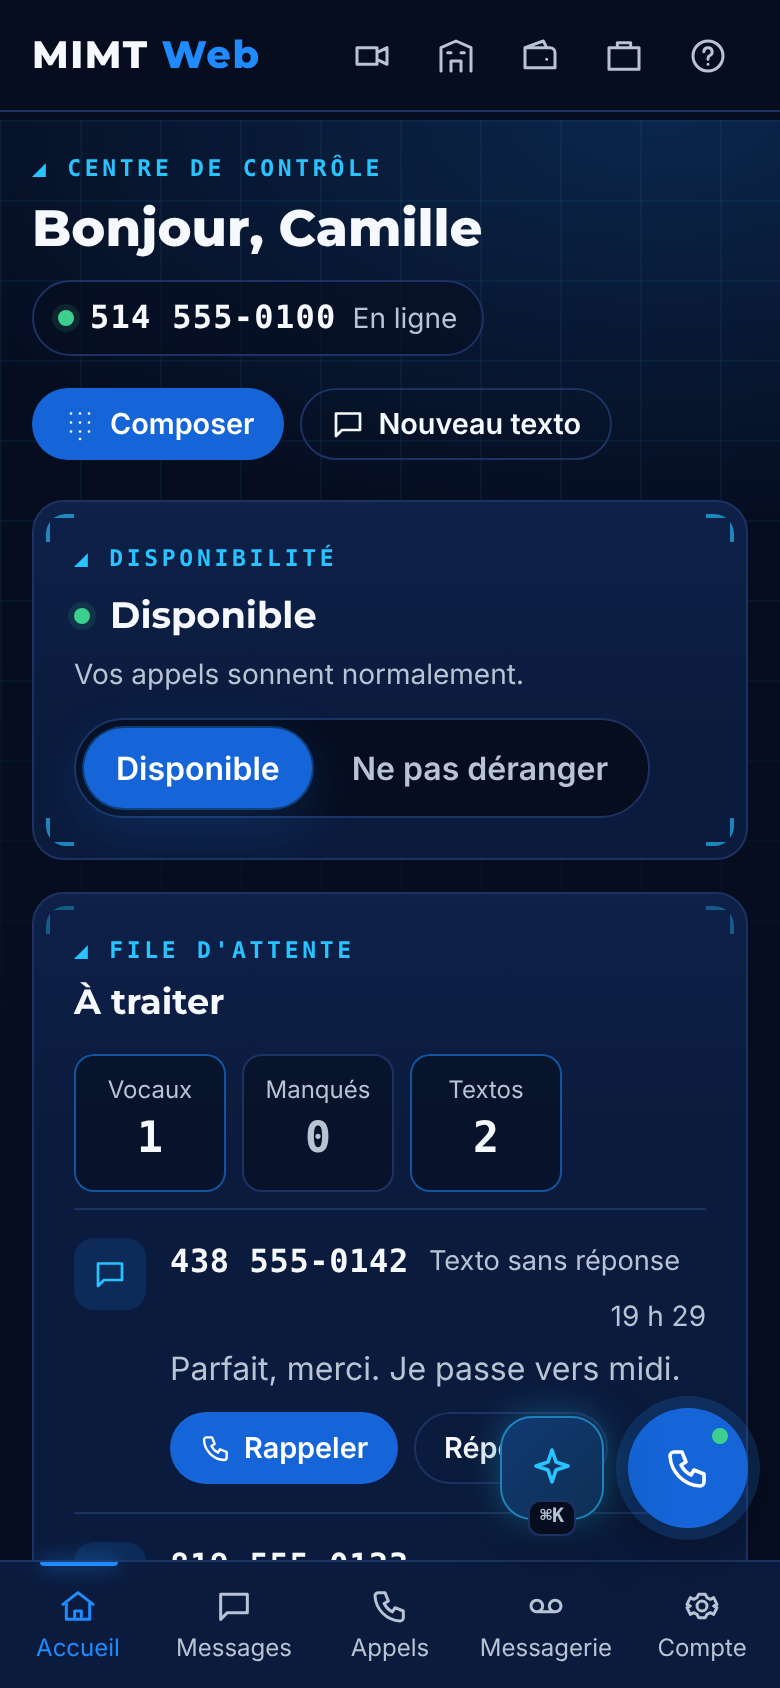 MIMT Web
CENTRE DE CONTRÔLE
Bonjour, Camille
514 555-0100 En ligne
Composer
Nouveau texto
DISPONIBILITÉ
Disponible
Vos appels sonnent normalement.
Disponible
Ne pas déranger
FILE D'ATTENTE
À traiter
Vocaux
1
Manqués
0
Textos
2
438 555-0142 Texto sans réponse
19 h 29
Parfait, merci. Je passe vers midi.
Rappeler
⌘K
Accueil
Messages
Appels
Messagerie
Compte